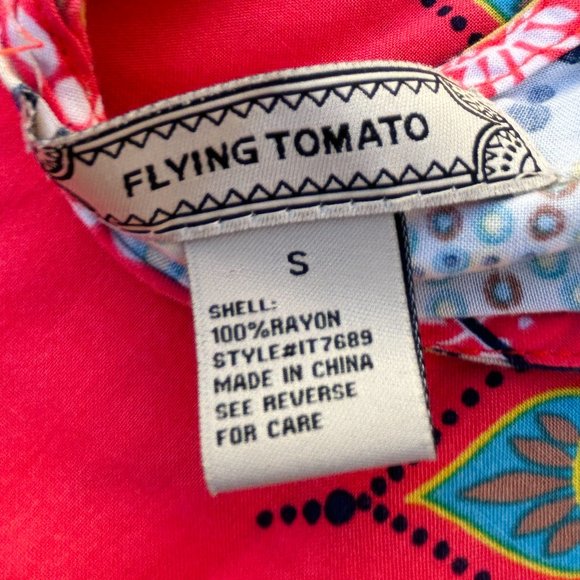 FLYING TOMATO
S
SHELL:
100%RAYON
STYLE#IT7689
MADE IN CHINA
SEE REVERSE
FOR CARE